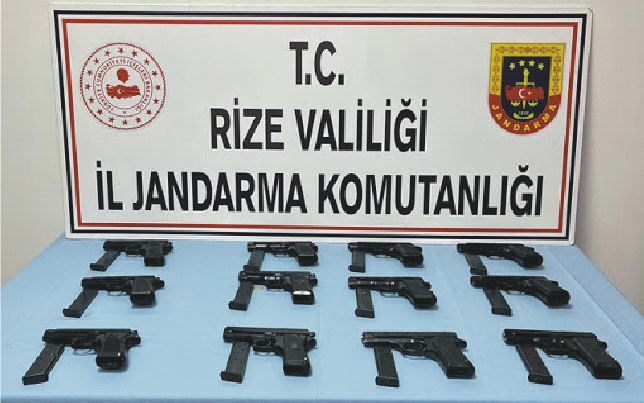 T.C.
RİZE VALİLİĞİ
İL JANDARMA KOMUTANLIĞI
JANDARMA